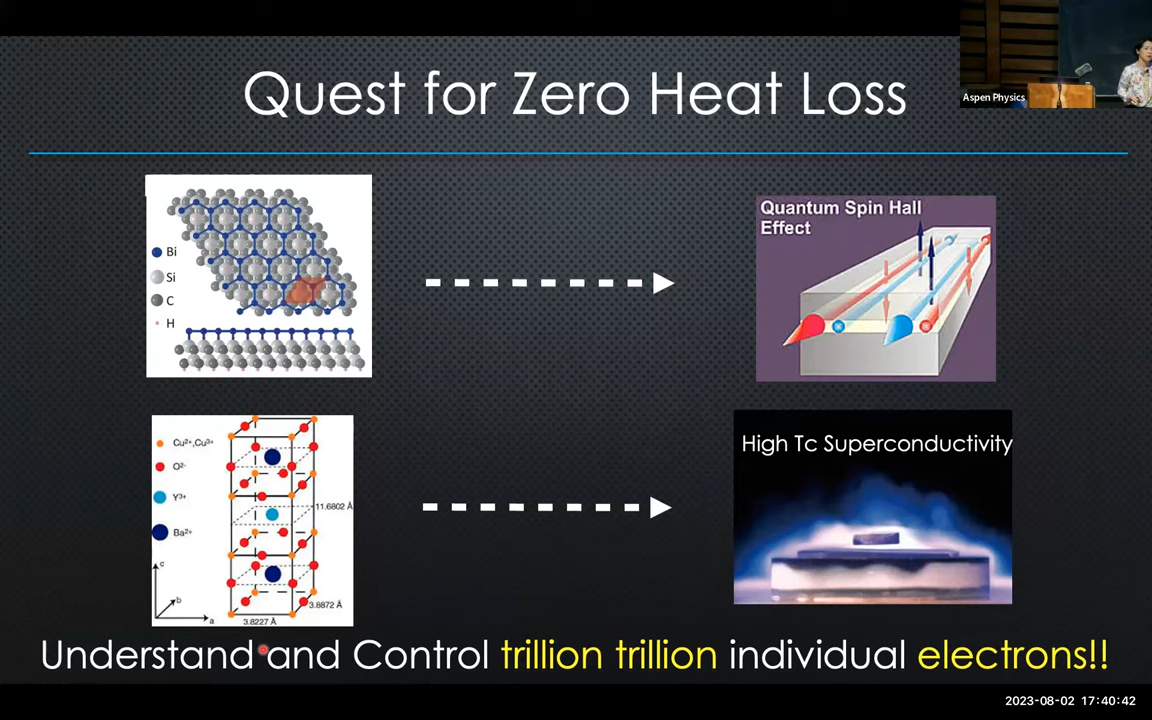 Quest for Zero Heat Loss
Aspen Physics
Bi
Si
C
H
Quantum Spin Hall
Effect
Cu²⁺,Cu³⁺
O²⁻
Y³⁺
Ba²⁺
c
b
a
11.6802 Å
3.8872 Å
3.8227 Å
High Tc Superconductivity
Understand and Control trillion trillion individual electrons!!
2023-08-02 17:40:42